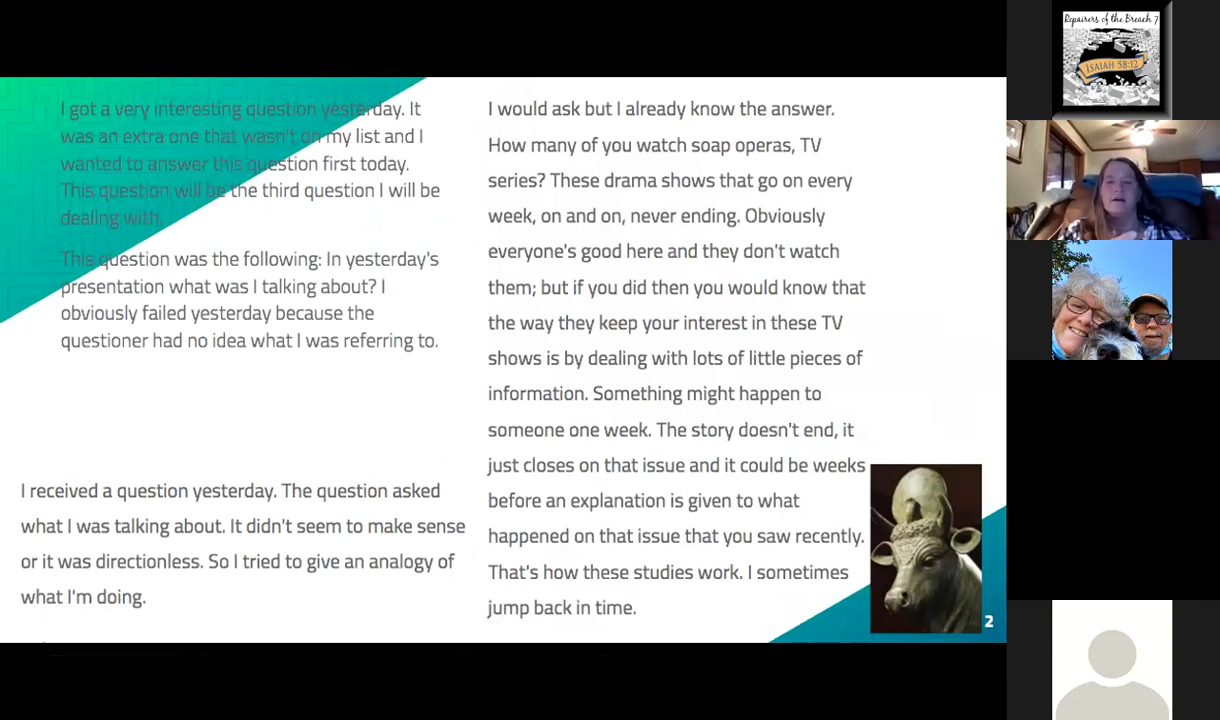 I got a very interesting question yesterday. It
was an extra one that wasn't on my list and I
wanted to answer this question first today.
This question will be the third question I will be
dealing with.
This question was the following: In yesterday's
presentation what was I talking about? I
obviously failed yesterday because the
questioner had no idea what I was referring to.
I received a question yesterday. The question asked
what I was talking about. It didn't seem to make sense
or it was directionless. So I tried to give an analogy of
what I'm doing.
I would ask but I already know the answer.
How many of you watch soap operas, TV
series? These drama shows that go on every
week, on and on, never ending. Obviously
everyone's good here and they don't watch
them; but if you did then you would know that
the way they keep your interest in these TV
shows is by dealing with lots of little pieces of
information. Something might happen to
someone one week. The story doesn't end, it
just closes on that issue and it could be weeks
before an explanation is given to what
happened on that issue that you saw recently.
That's how these studies work. I sometimes
jump back in time.
2
Repairers of the Breach 7
ISAIAH 58:12